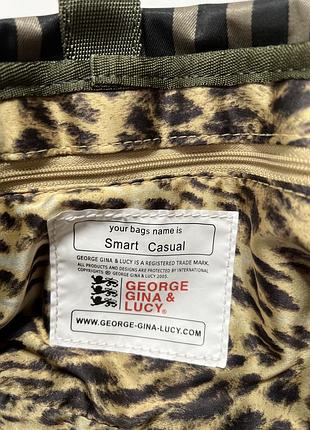 your bags name is
Smart Casual
GEORGE GINA & LUCY IS A REGISTERED TRADE MARK.
ALL PRODUCTS AND DESIGNS ARE PROTECTED BY INTERNATIONAL
COPYRIGHTS © GEORGE GINA & LUCY 2005.
GEORGE
GINA &
LUCY®
WWW.GEORGE-GINA-LUCY.COM